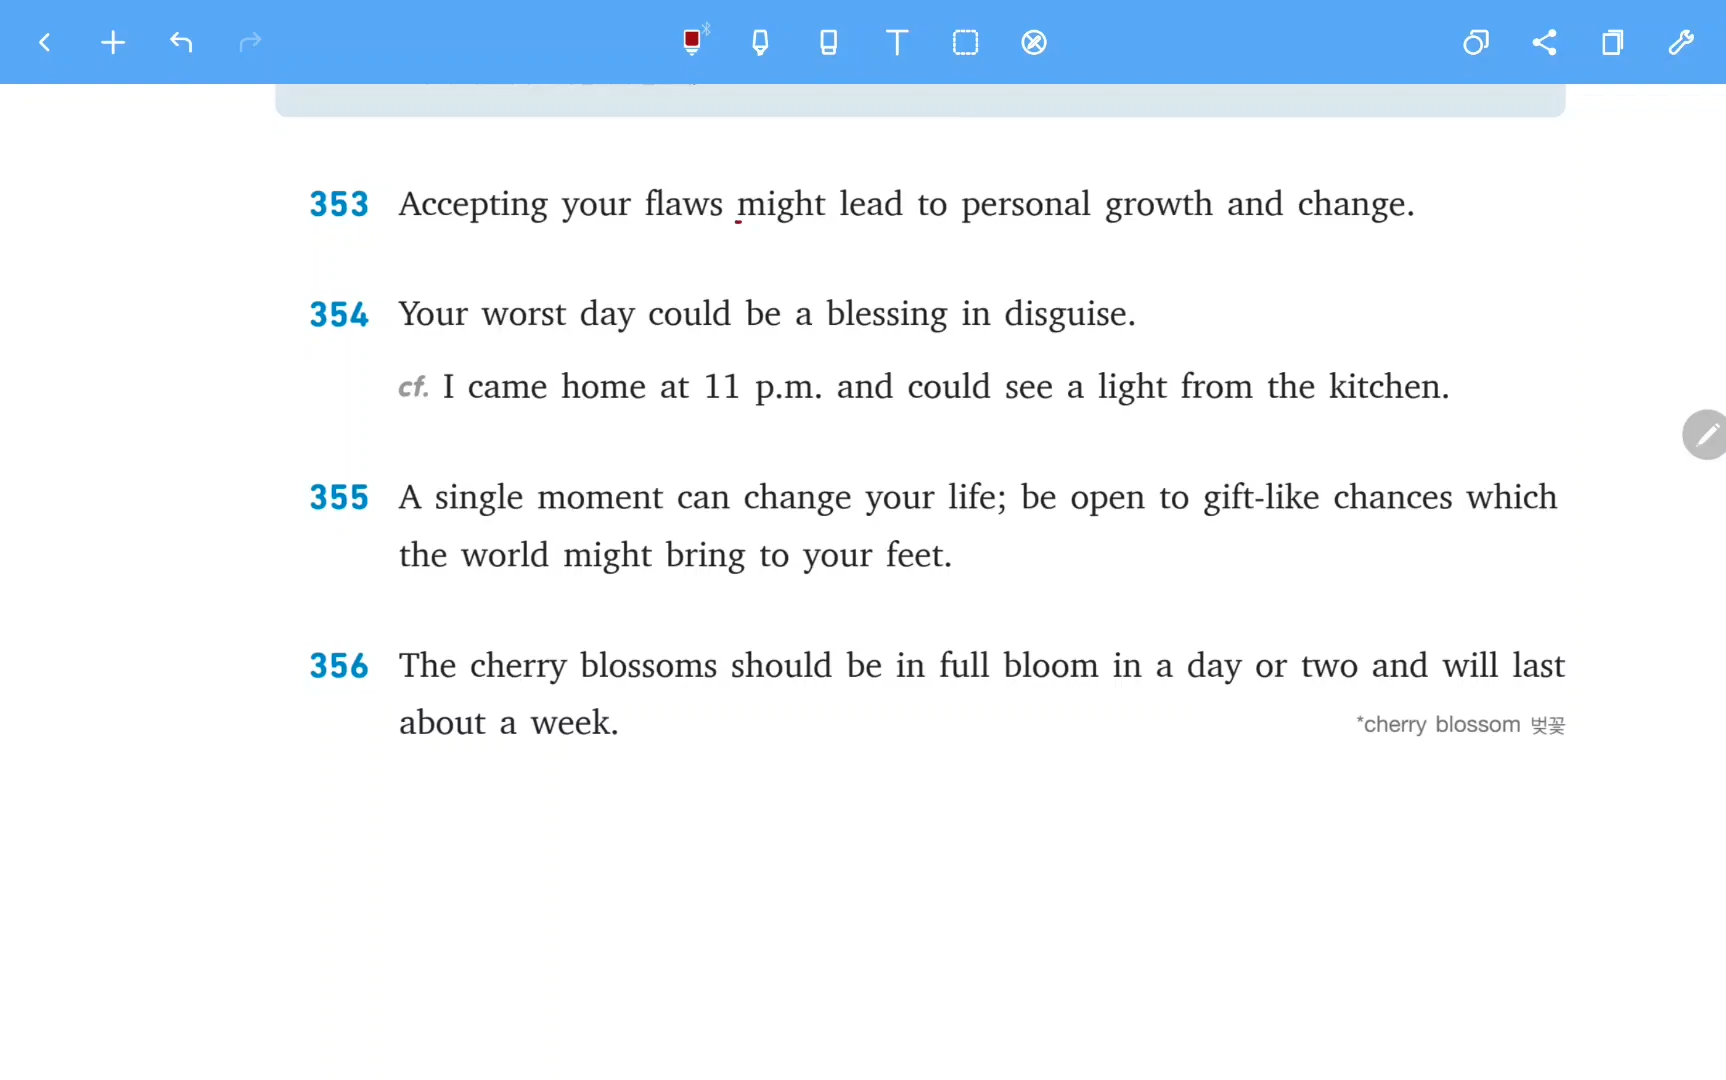 353 Accepting your flaws might lead to personal growth and change.
354 Your worst day could be a blessing in disguise.
cf. I came home at 11 p.m. and could see a light from the kitchen.
355 A single moment can change your life; be open to gift-like chances which
the world might bring to your feet.
356 The cherry blossoms should be in full bloom in a day or two and will last
about a week.
*cherry blossom 벚꽃